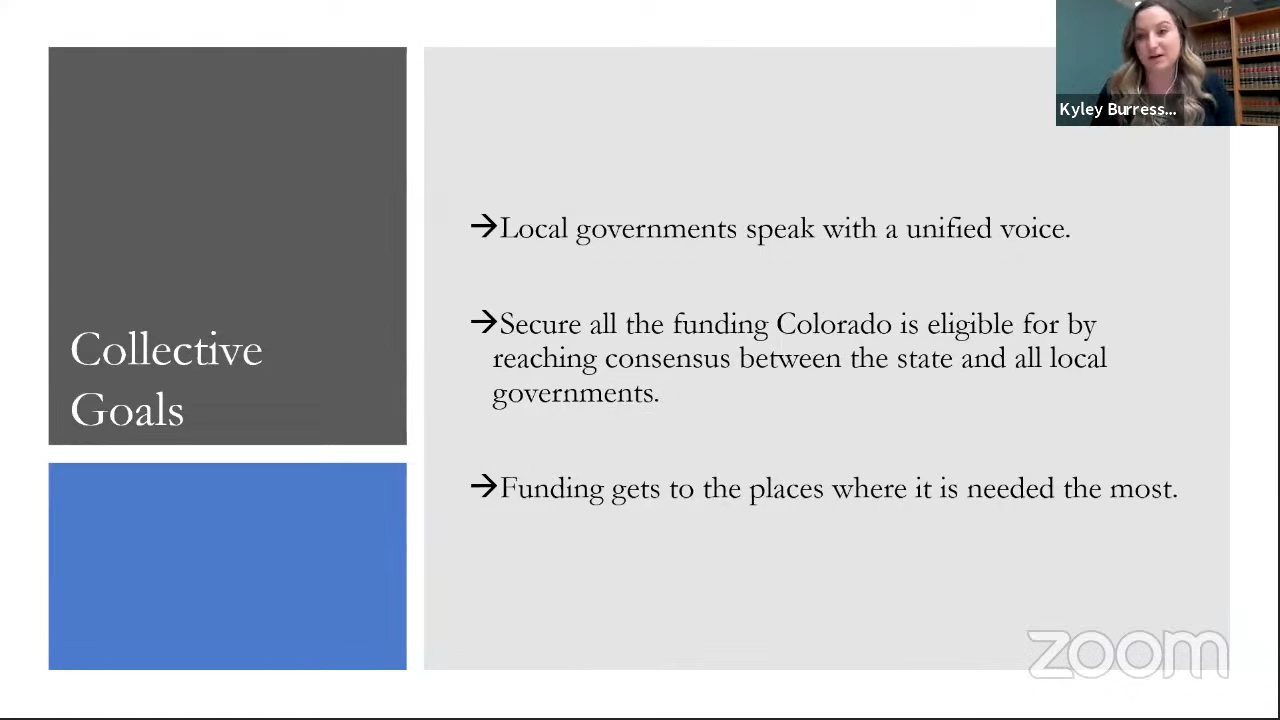 Kyley Burress...
Collective
Goals
→Local governments speak with a unified voice.
→Secure all the funding Colorado is eligible for by
reaching consensus between the state and all local
governments.
→Funding gets to the places where it is needed the most.
zoom